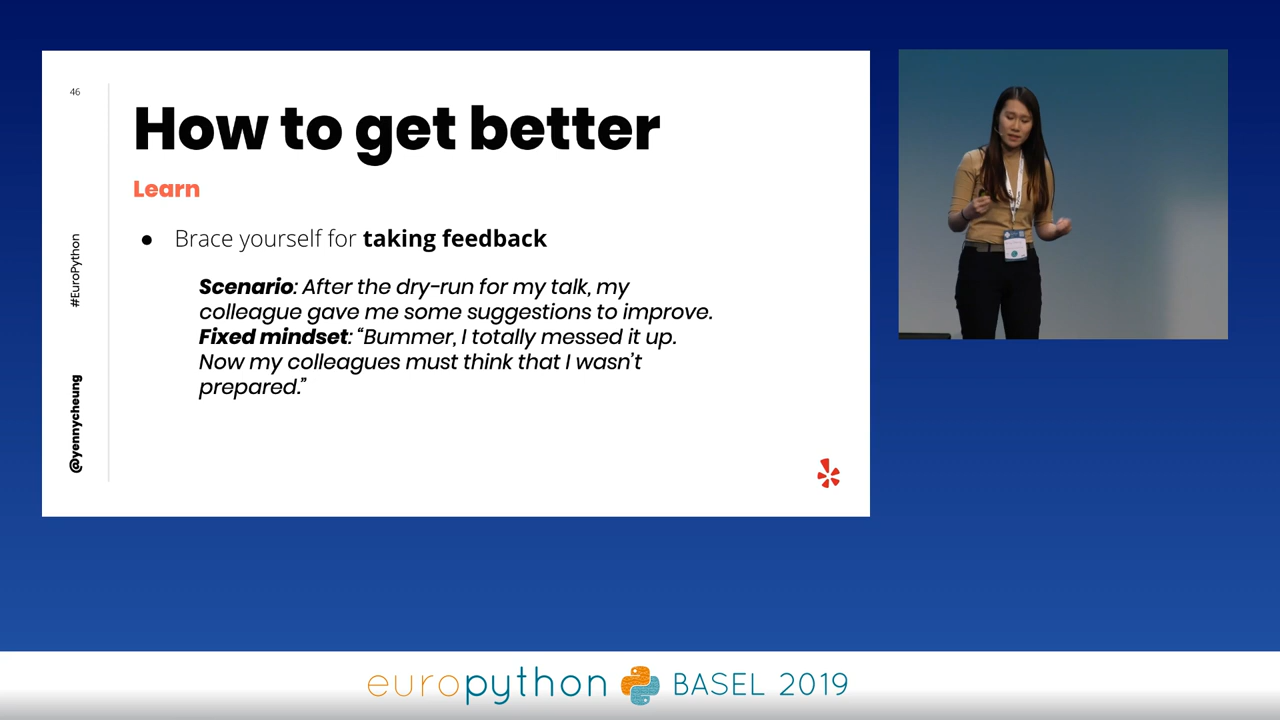 46
How to get better
Learn
● Brace yourself for taking feedback
Scenario: After the dry-run for my talk, my
colleague gave me some suggestions to improve.
Fixed mindset: “Bummer, I totally messed it up.
Now my colleagues must think that I wasn’t
prepared.”
#EuroPython
@yennycheung
europython BASEL 2019